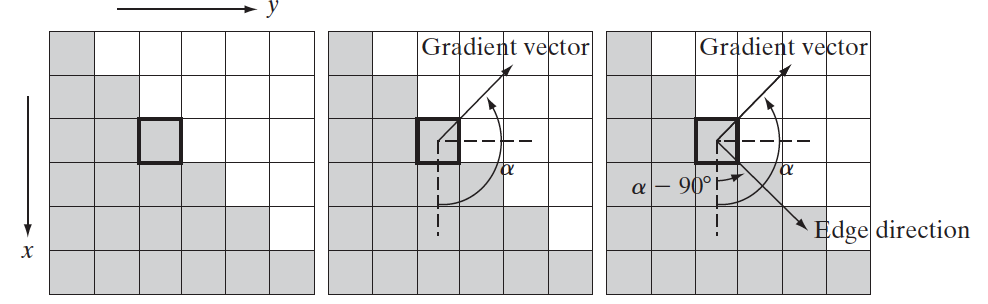 y
x
Gradient vector
α
Gradient vector
α
α − 90°
Edge direction